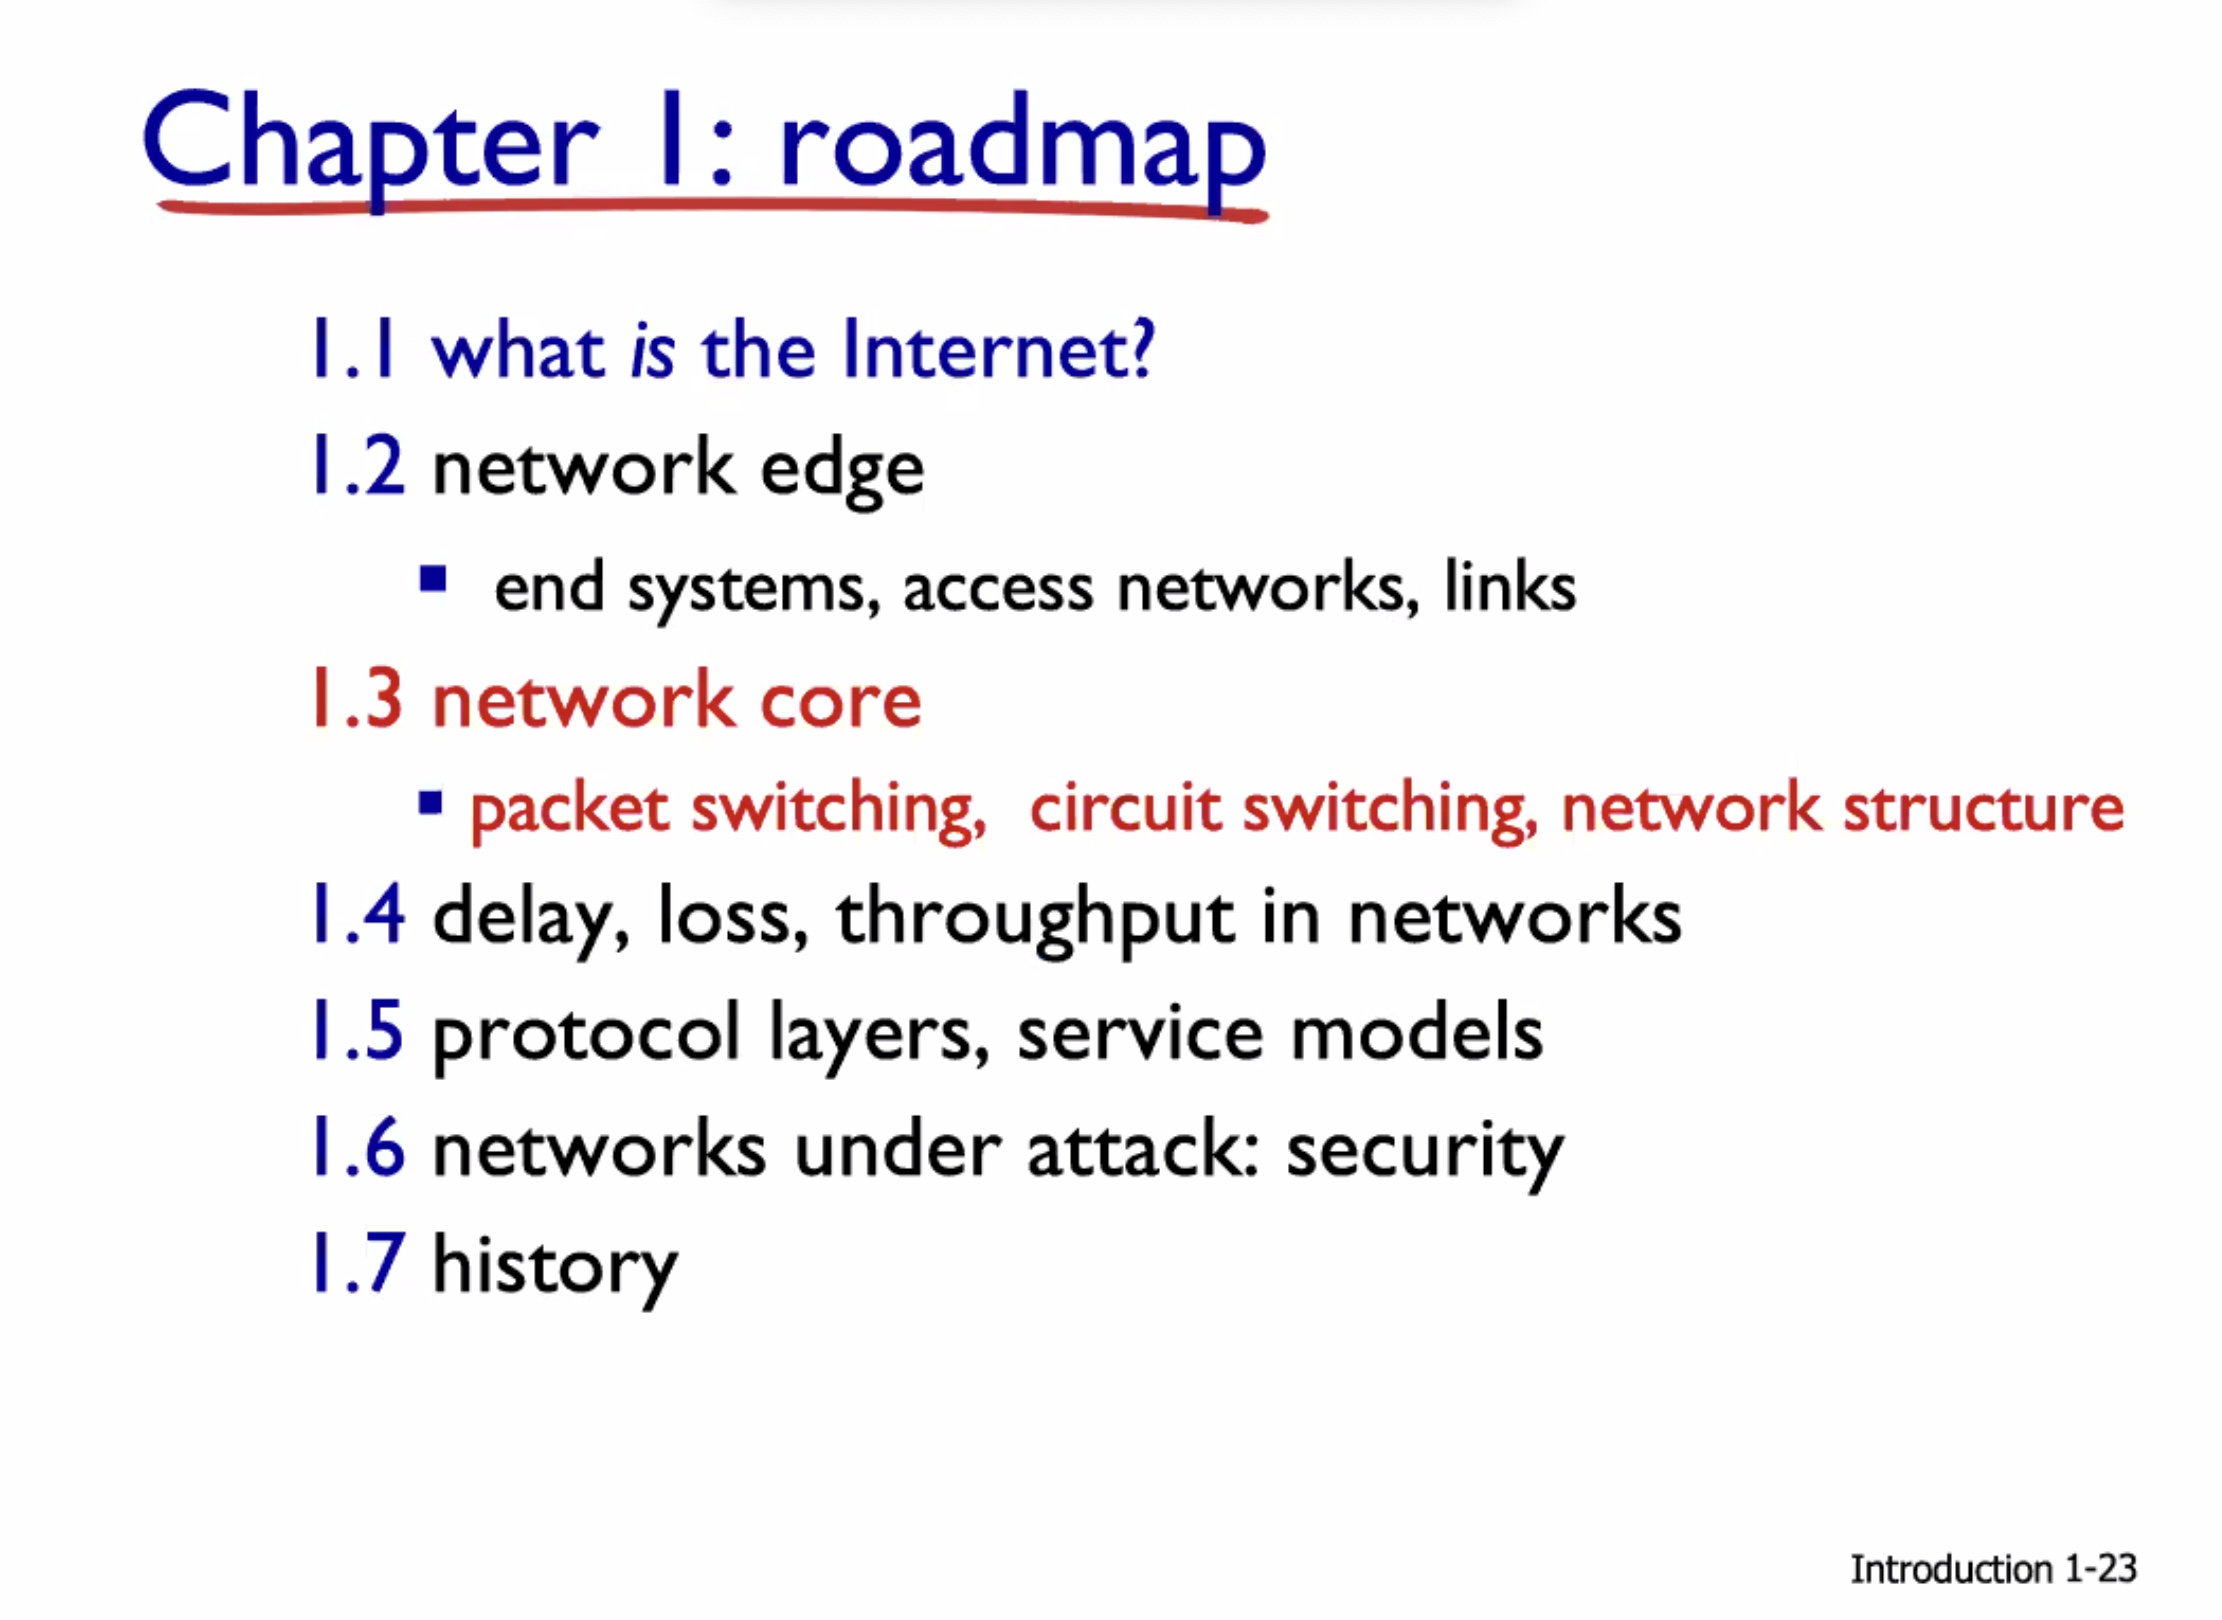 Chapter 1: roadmap
1.1 what is the Internet?
1.2 network edge
▪ end systems, access networks, links
1.3 network core
▪ packet switching, circuit switching, network structure
1.4 delay, loss, throughput in networks
1.5 protocol layers, service models
1.6 networks under attack: security
1.7 history
Introduction 1-23